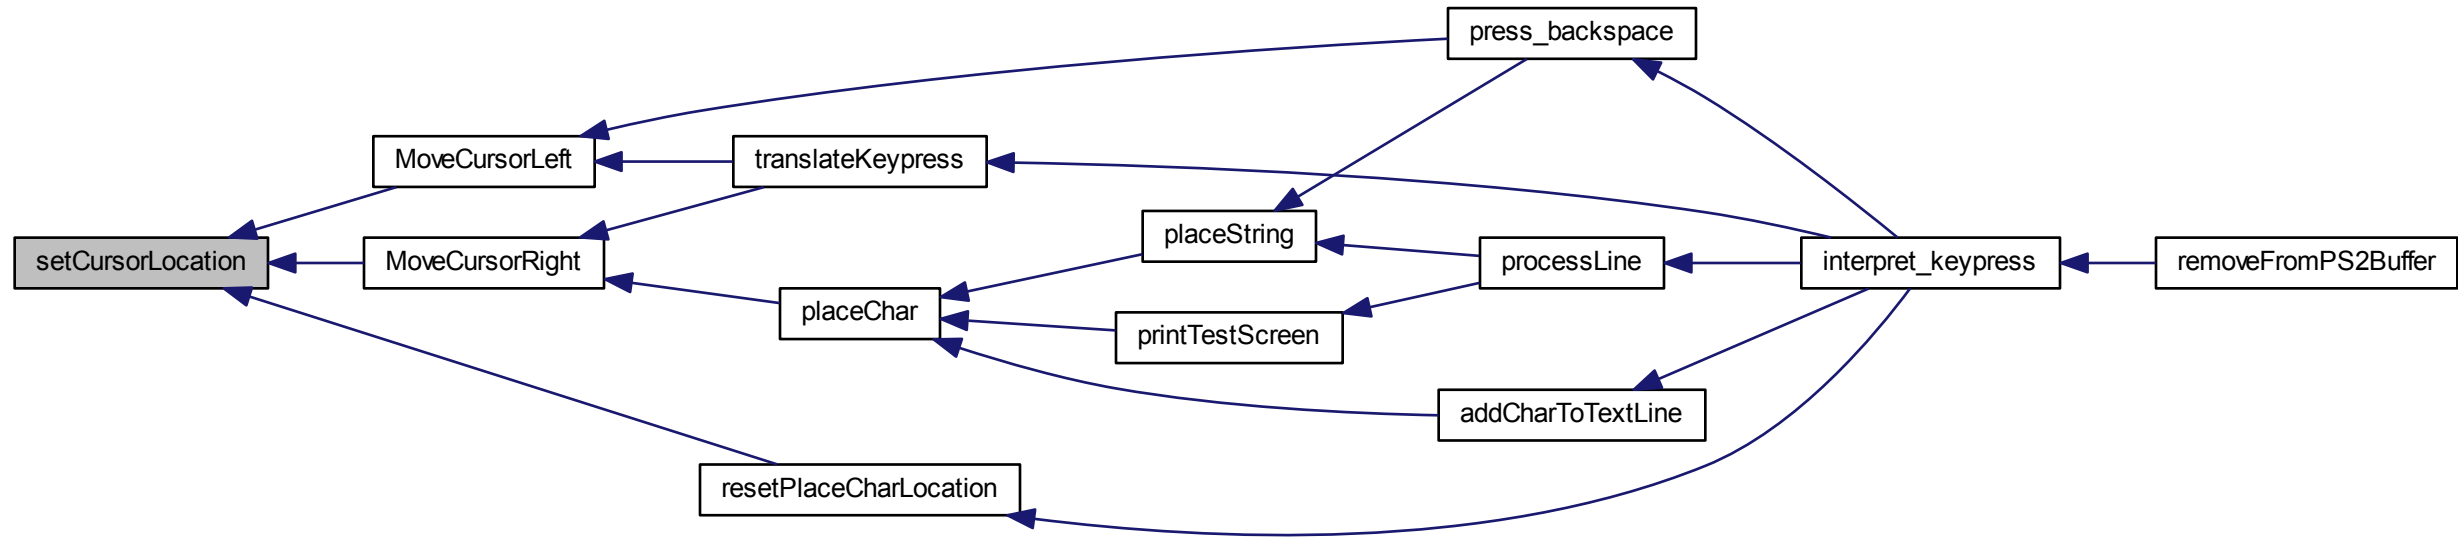 press_backspace
MoveCursorLeft
translateKeypress
placeString
setCursorLocation
MoveCursorRight
processLine
interpret_keypress
removeFromPS2Buffer
placeChar
printTestScreen
addCharToTextLine
resetPlaceCharLocation